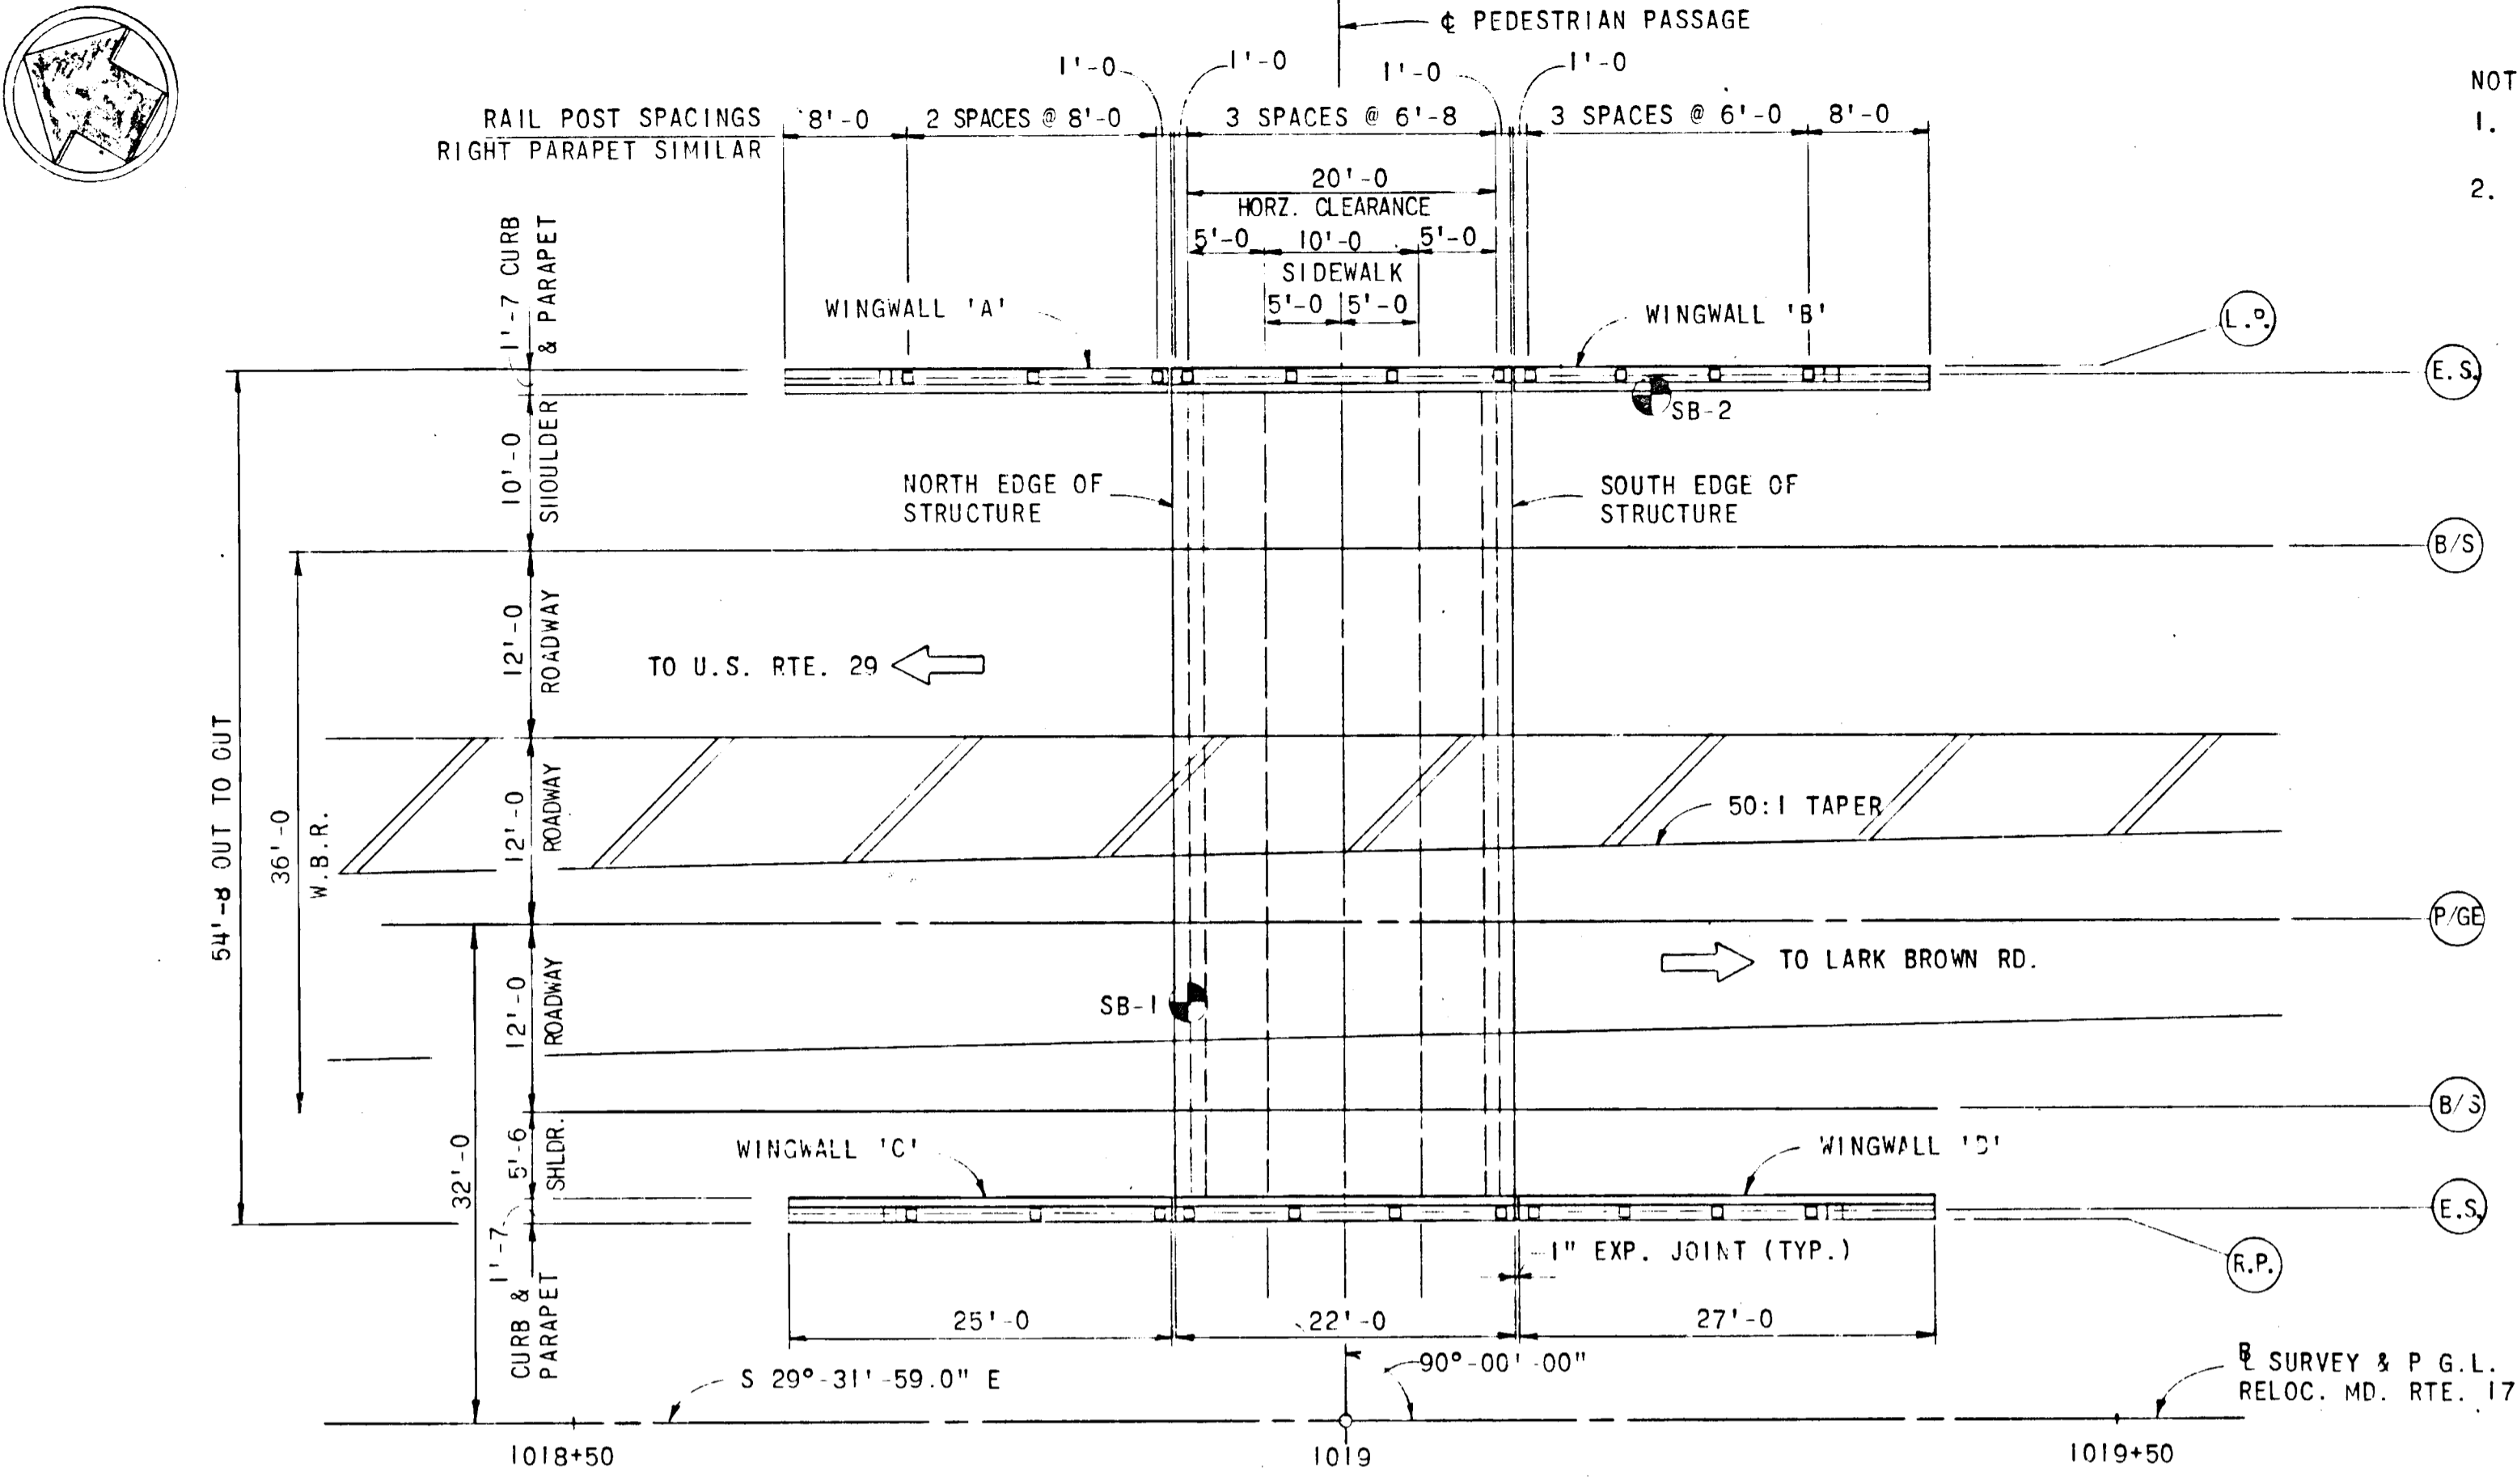 ℄ PEDESTRIAN PASSAGE
1'-0
1'-0
1'-0
1'-0
NOT
1.
2.
RAIL POST SPACINGS
RIGHT PARAPET SIMILAR
8'-0
2 SPACES @ 8'-0
3 SPACES @ 6'-8
3 SPACES @ 6'-0
8'-0
20'-0
HORZ. CLEARANCE
5'-0
10'-0
5'-0
SIDEWALK
5'-0
5'-0
WINGWALL 'A'
WINGWALL 'B'
L.P.
E.S.
SB-2
1'-7 CURB
& PARAPET
10'-0
SHOULDER
NORTH EDGE OF
STRUCTURE
SOUTH EDGE OF
STRUCTURE
B/S
12'-0
ROADWAY
TO U.S. RTE. 29
54'-8 OUT TO OUT
36'-0
W.B.R.
12'-0
ROADWAY
50:1 TAPER
P/GE
12'-0
ROADWAY
TO LARK BROWN RD.
SB-1
B/S
32'-0
5'-6
SHLDR.
WINGWALL 'C'
WINGWALL 'D'
E.S.
1'-7
CURB &
PARAPET
1" EXP. JOINT (TYP.)
R.P.
25'-0
22'-0
27'-0
S 29°-31'-59.0" E
90°-00'-00"
℄ SURVEY & P G.L.
RELOC. MD. RTE. 17
1018+50
1019
1019+50